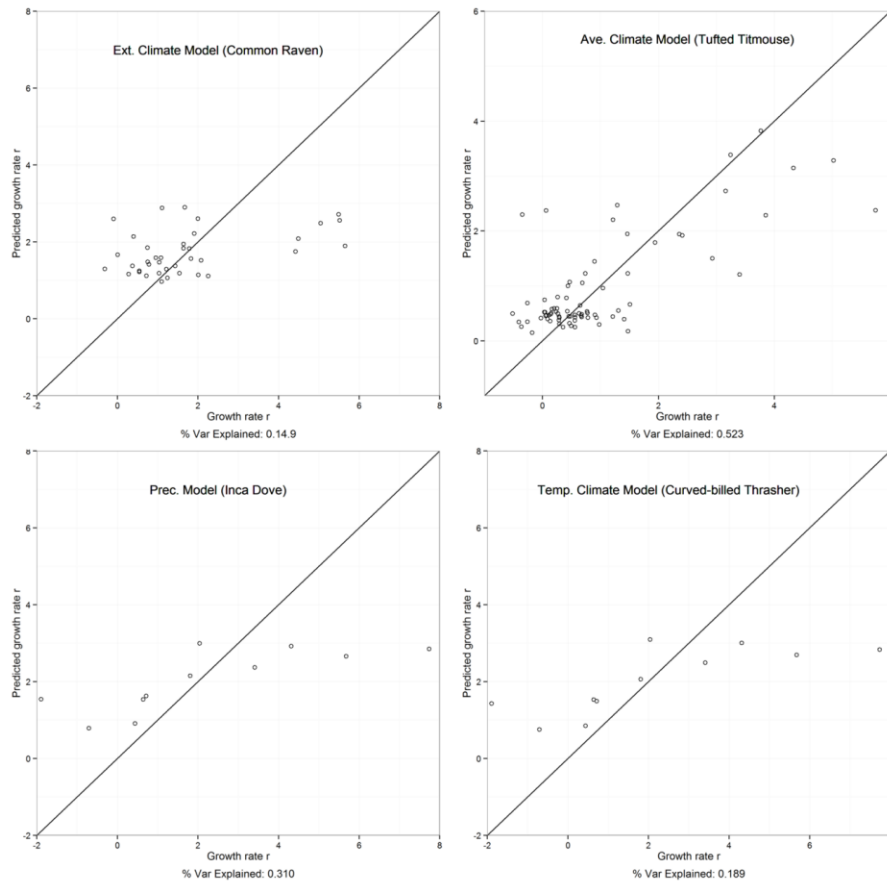 Ext. Climate Model (Common Raven)
Predicted growth rate r
8
6
4
2
0
-2
-2
0
2
4
6
8
Growth rate r
% Var Explained: 0.14.9
Ave. Climate Model (Tufted Titmouse)
Predicted growth rate r
6
4
2
0
0
2
4
Growth rate r
% Var Explained: 0.523
Prec. Model (Inca Dove)
Predicted growth rate r
8
6
4
2
0
-2
-2
0
2
4
6
8
Growth rate r
% Var Explained: 0.310
Temp. Climate Model (Curved-billed Thrasher)
Predicted growth rate r
8
6
4
2
0
-2
-2
0
2
4
6
Growth rate r
% Var Explained: 0.189